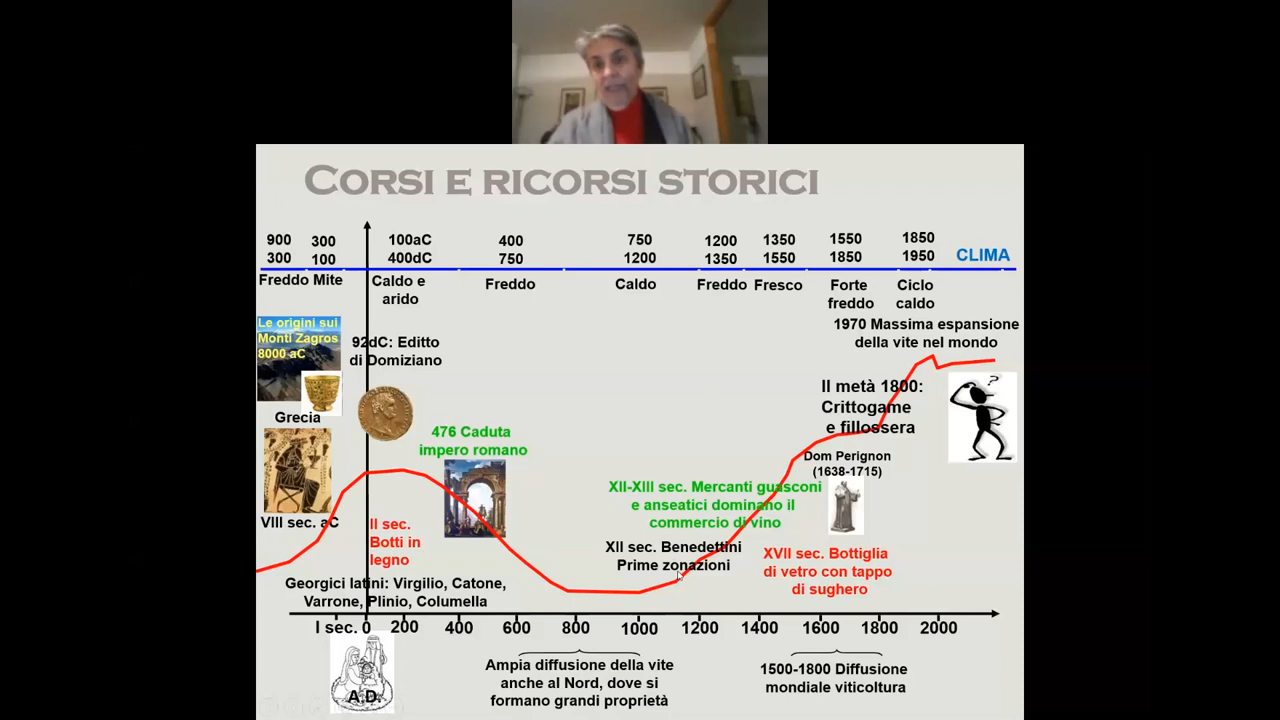 CORSI E RICORSI STORICI
900 300 100aC 400 750 1200 1350 1550 1850
300 100 400dC 750 1200 1350 1550 1850 1950 CLIMA
Freddo Mite Caldo e Freddo Caldo Freddo Fresco Forte Ciclo
arido freddo caldo
Le origini sui
Monti Zagros
8000 aC
92dC: Editto
di Domiziano
1970 Massima espansione
della vite nel mondo
II metà 1800:
Crittogame
e fillossera
?
Grecia
476 Caduta
impero romano
Dom Perignon
(1638-1715)
XII-XIII sec. Mercanti guasconi
e anseatici dominano il
commercio di vino
VIII sec. aC
II sec.
Botti in
legno
XII sec. Benedettini
Prime zonazioni
XVII sec. Bottiglia
di vetro con tappo
di sughero
Georgici latini: Virgilio, Catone,
Varrone, Plinio, Columella
I sec. 0 200 400 600 800 1000 1200 1400 1600 1800 2000
A.D.
Ampia diffusione della vite
anche al Nord, dove si
formano grandi proprietà
1500-1800 Diffusione
mondiale viticoltura